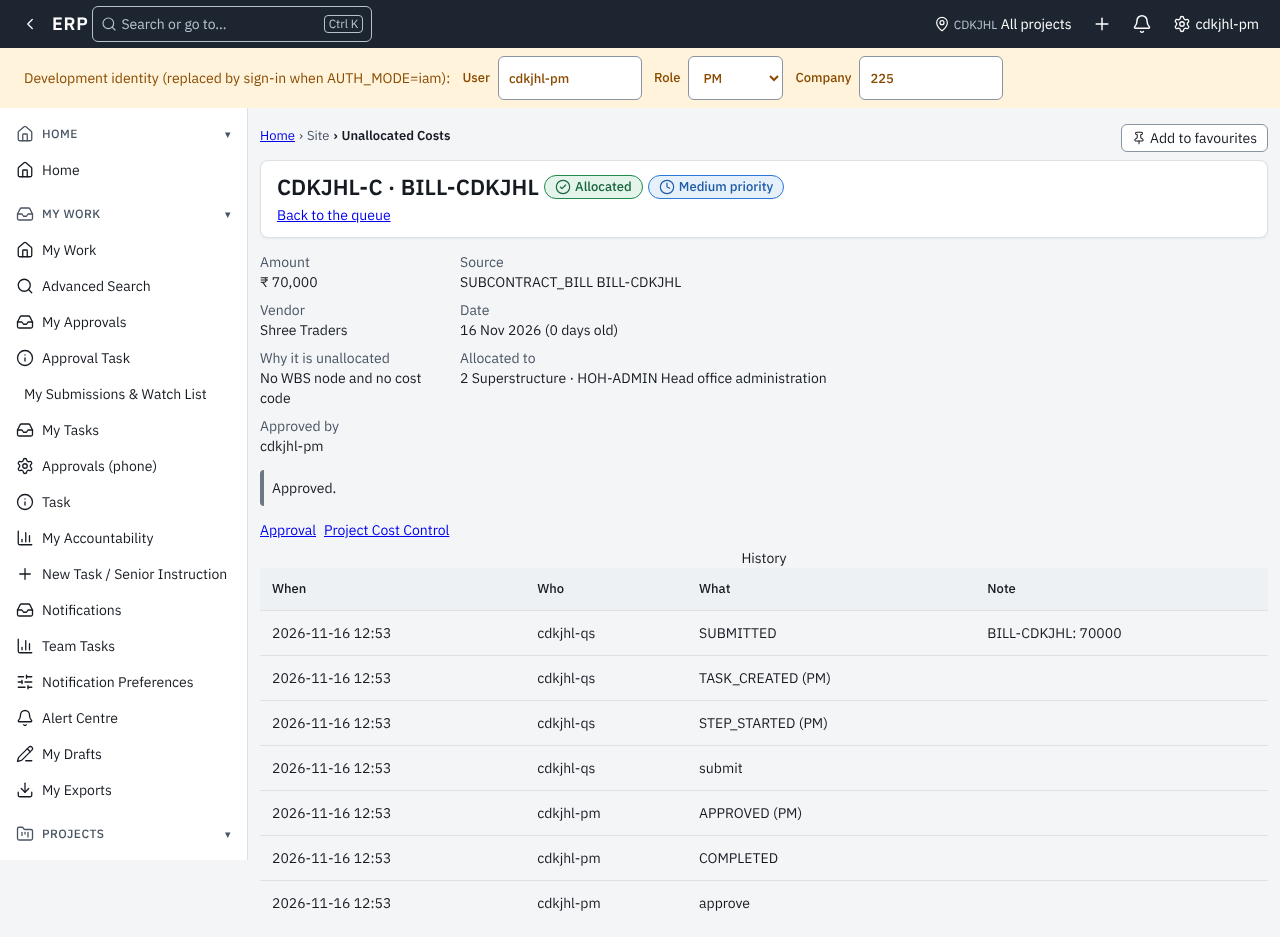 ERP
Search or go to...
Ctrl K
CDKJHL All projects
cdkjhl-pm
Development identity (replaced by sign-in when AUTH_MODE=iam): User cdkjhl-pm Role PM Company 225
HOME
Home
MY WORK
My Work
Advanced Search
My Approvals
Approval Task
My Submissions & Watch List
My Tasks
Approvals (phone)
Task
My Accountability
New Task / Senior Instruction
Notifications
Team Tasks
Notification Preferences
Alert Centre
My Drafts
My Exports
PROJECTS
Home › Site › Unallocated Costs
Add to favourites
CDKJHL-C · BILL-CDKJHL Allocated Medium priority
Back to the queue
Amount
₹ 70,000
Source
SUBCONTRACT_BILL BILL-CDKJHL
Vendor
Shree Traders
Date
16 Nov 2026 (0 days old)
Why it is unallocated
No WBS node and no cost
code
Allocated to
2 Superstructure · HOH-ADMIN Head office administration
Approved by
cdkjhl-pm
Approved.
Approval Project Cost Control
History
When Who What Note
2026-11-16 12:53 cdkjhl-qs SUBMITTED BILL-CDKJHL: 70000
2026-11-16 12:53 cdkjhl-qs TASK_CREATED (PM)
2026-11-16 12:53 cdkjhl-qs STEP_STARTED (PM)
2026-11-16 12:53 cdkjhl-qs submit
2026-11-16 12:53 cdkjhl-pm APPROVED (PM)
2026-11-16 12:53 cdkjhl-pm COMPLETED
2026-11-16 12:53 cdkjhl-pm approve